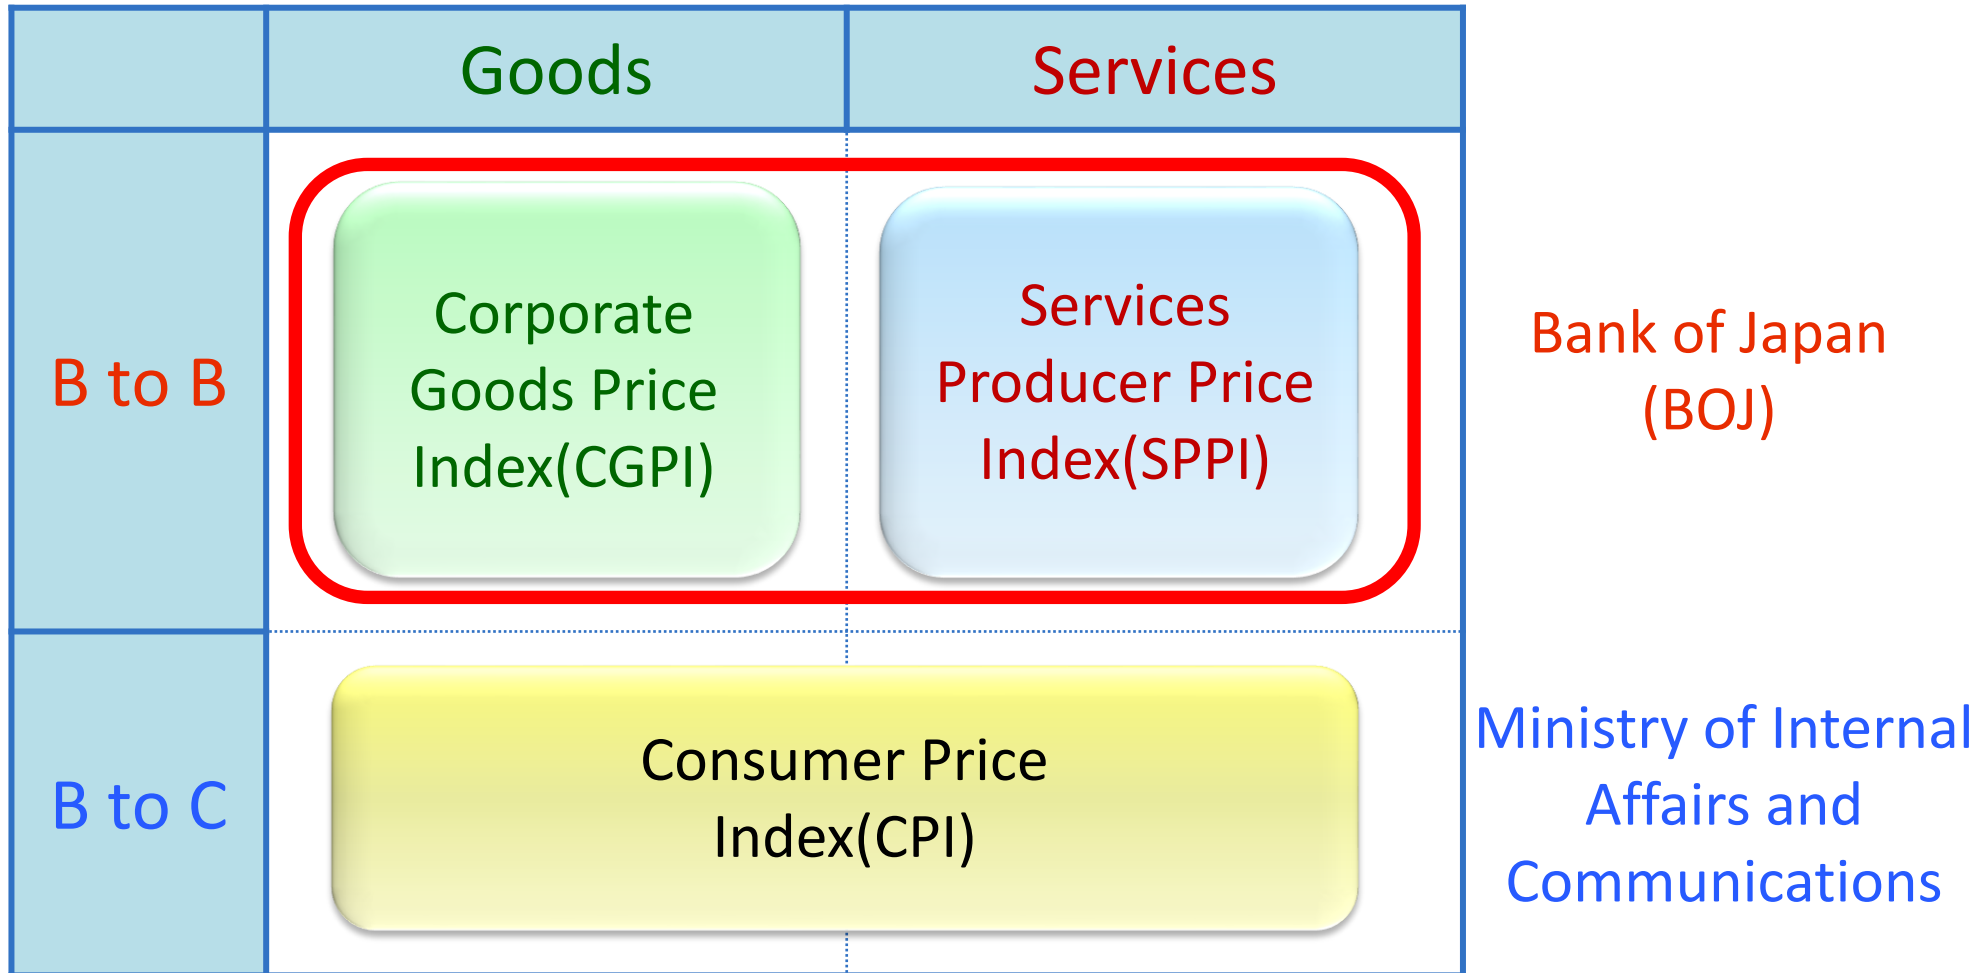 Goods
Services
B to B
Corporate
Goods Price
Index(CGPI)
Services
Producer Price
Index(SPPI)
Bank of Japan
(BOJ)
B to C
Consumer Price
Index(CPI)
Ministry of Internal
Affairs and
Communications